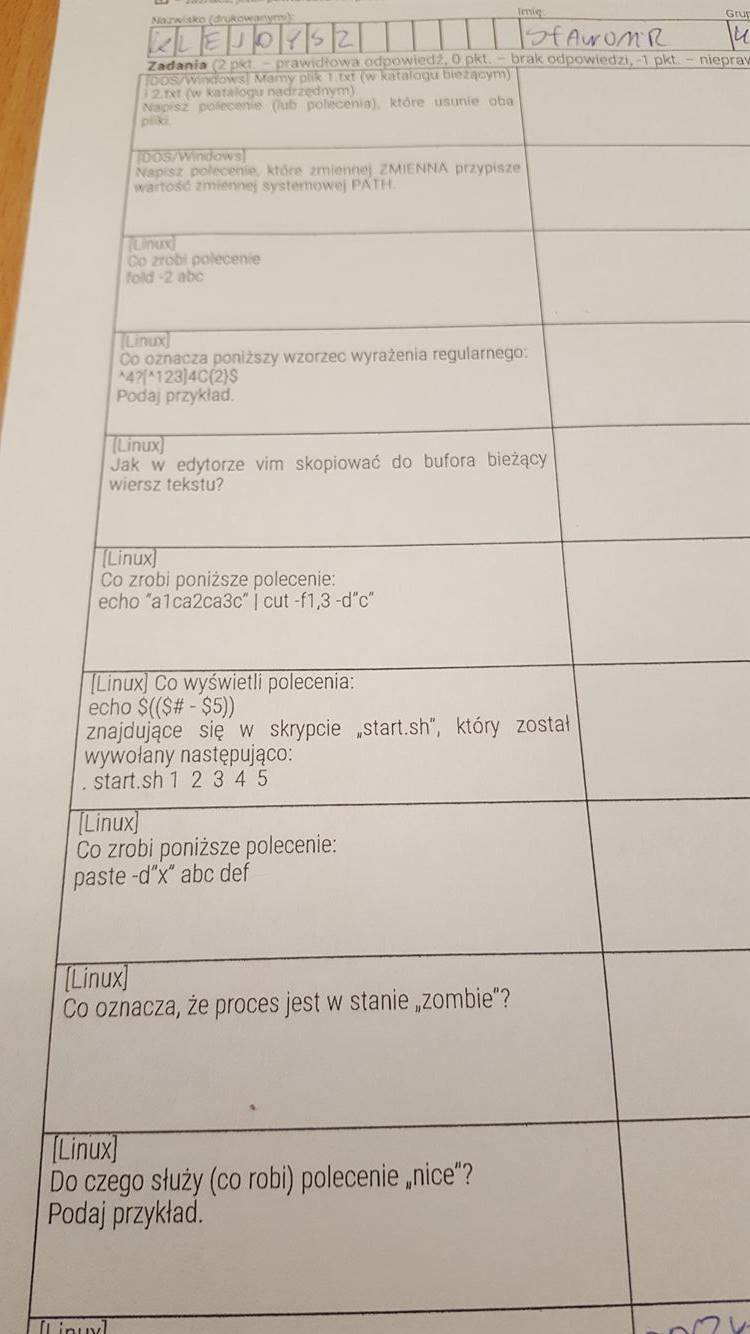 Nazwisko (drukowanymi):
Imię:
KLEJDYSZ
SŁAWOMIR
Zadania (2 pkt. – prawidłowa odpowiedź, 0 pkt. – brak odpowiedzi, -1 pkt. – niepraw
[DOS/Windows] Mamy plik 1.txt (w katalogu bieżącym)
i 2.txt (w katalogu nadrzędnym).
Napisz polecenie (lub polecenia), które usunie oba
pliki.
[DOS/Windows]
Napisz polecenie, które zmiennej ZMIENNA przypisze
wartość zmiennej systemowej PATH.
[Linux]
Co zrobi polecenie
fold -2 abc
[Linux]
Co oznacza poniższy wzorzec wyrażenia regularnego:
^4?[^123]4C{2}$
Podaj przykład.
[Linux]
Jak w edytorze vim skopiować do bufora bieżący
wiersz tekstu?
[Linux]
Co zrobi poniższe polecenie:
echo "a1ca2ca3c" | cut -f1,3 -d"c"
[Linux] Co wyświetli polecenia:
echo $(($# - $5))
znajdujące się w skrypcie „start.sh", który został
wywołany następująco:
. start.sh 1 2 3 4 5
[Linux]
Co zrobi poniższe polecenie:
paste -d"x" abc def
[Linux]
Co oznacza, że proces jest w stanie „zombie"?
[Linux]
Do czego służy (co robi) polecenie „nice"?
Podaj przykład.
[Linux]